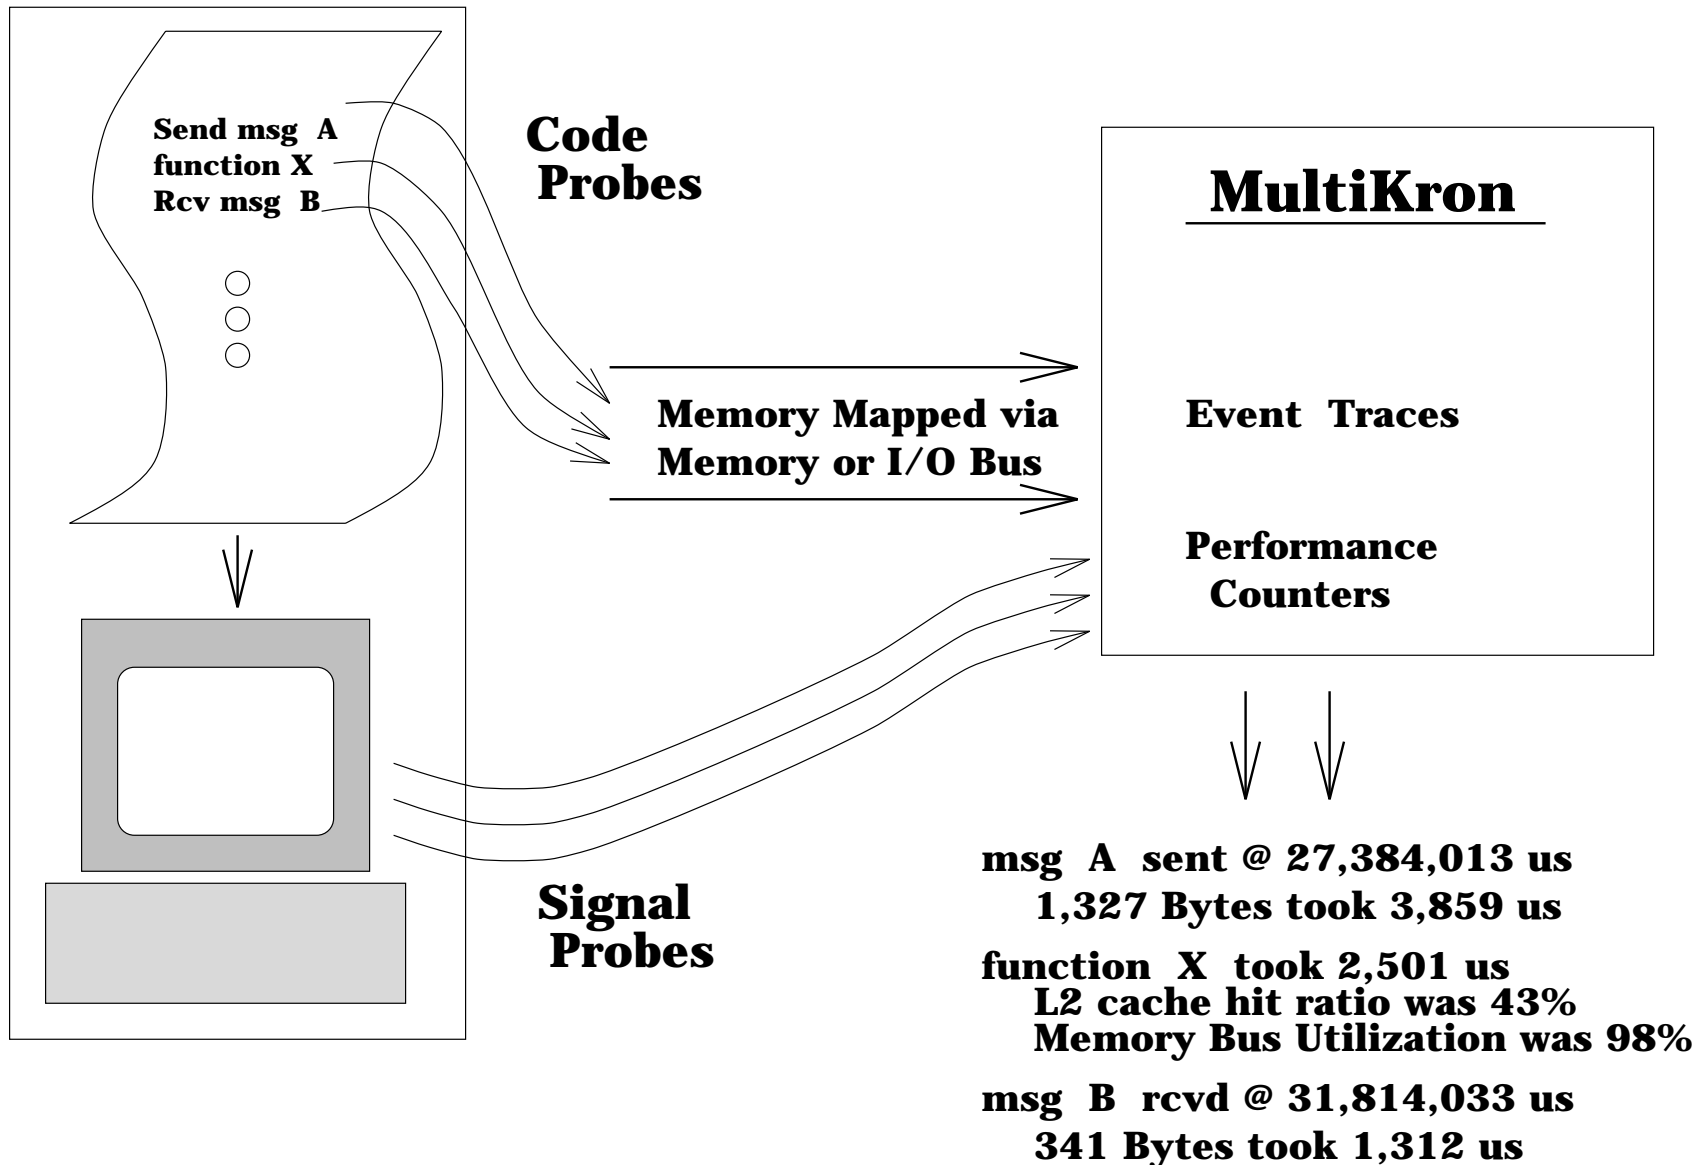 Send msg A
function X
Rcv msg B
Code
Probes
MultiKron
Memory Mapped via
Memory or I/O Bus
Event Traces
Performance
Counters
Signal
Probes
msg A sent @ 27,384,013 us
1,327 Bytes took 3,859 us
function X took 2,501 us
L2 cache hit ratio was 43%
Memory Bus Utilization was 98%
msg B rcvd @ 31,814,033 us
341 Bytes took 1,312 us